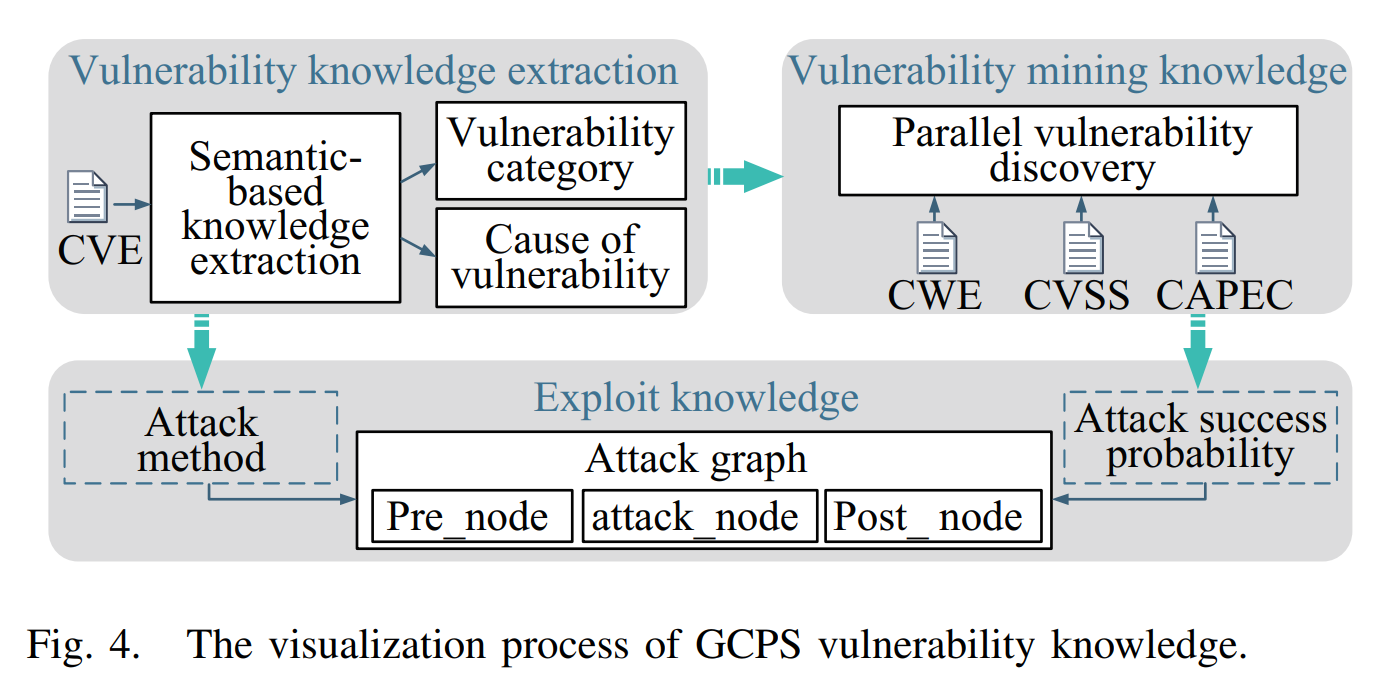 Vulnerability knowledge extraction
CVE
Semantic-
based
knowledge
extraction
Vulnerability
category
Cause of
vulnerability
Vulnerability mining knowledge
Parallel vulnerability
discovery
CWE
CVSS
CAPEC
Exploit knowledge
Attack
method
Attack graph
Pre_node
attack_node
Post_ node
Attack success
probability
Fig. 4. The visualization process of GCPS vulnerability knowledge.